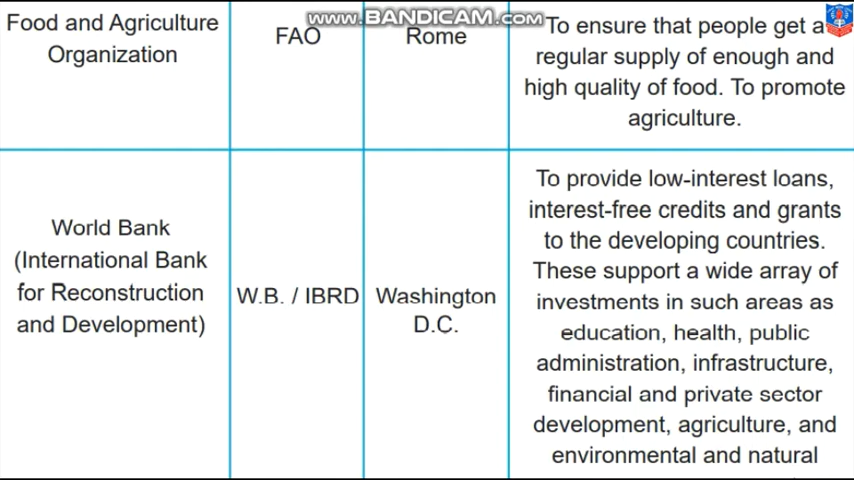 www.BANDICAM.com
Food and Agriculture
Organization
FAO
Rome
To ensure that people get a
regular supply of enough and
high quality of food. To promote
agriculture.
World Bank
(International Bank
for Reconstruction
and Development)
W.B. / IBRD
Washington
D.C.
To provide low-interest loans,
interest-free credits and grants
to the developing countries.
These support a wide array of
investments in such areas as
education, health, public
administration, infrastructure,
financial and private sector
development, agriculture, and
environmental and natural